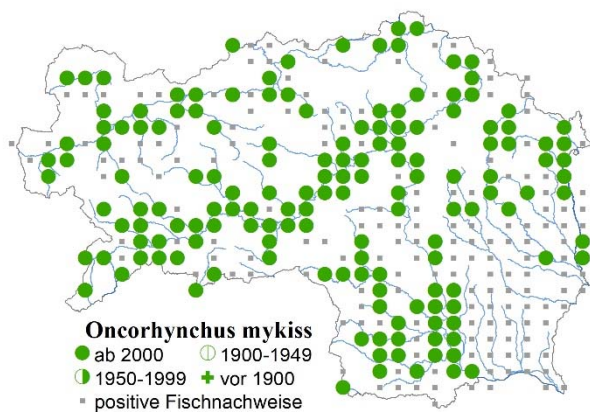 Oncorhynchus mykiss
ab 2000 1900-1949
1950-1999 vor 1900
positive Fischnachweise